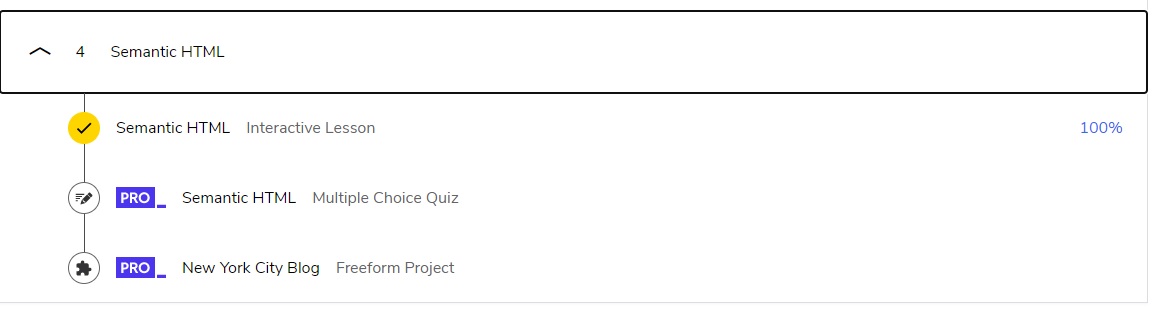 4 Semantic HTML
Semantic HTML Interactive Lesson 100%
PRO Semantic HTML Multiple Choice Quiz
PRO New York City Blog Freeform Project